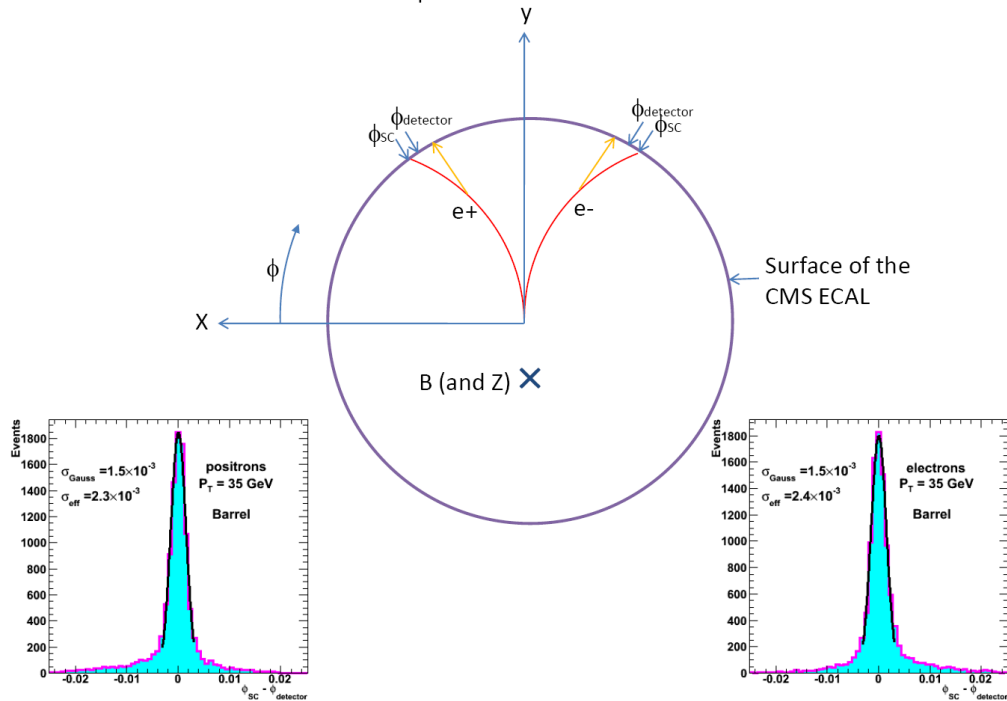 y
ϕdetector
ϕSC
ϕdetector
ϕSC
e+
e-
ϕ
X
Surface of the
CMS ECAL
B (and Z)
Events
1800
1600
1400
1200
1000
800
600
400
200
0
σGauss =1.5×10-3
σeff =2.3×10-3
positrons
PT = 35 GeV
Barrel
-0.02 -0.01 0 0.01 0.02
ϕSC - ϕdetector
Events
1800
1600
1400
1200
1000
800
600
400
200
0
σGauss =1.5×10-3
σeff =2.4×10-3
electrons
PT = 35 GeV
Barrel
-0.02 -0.01 0 0.01 0.02
ϕSC - ϕdetector